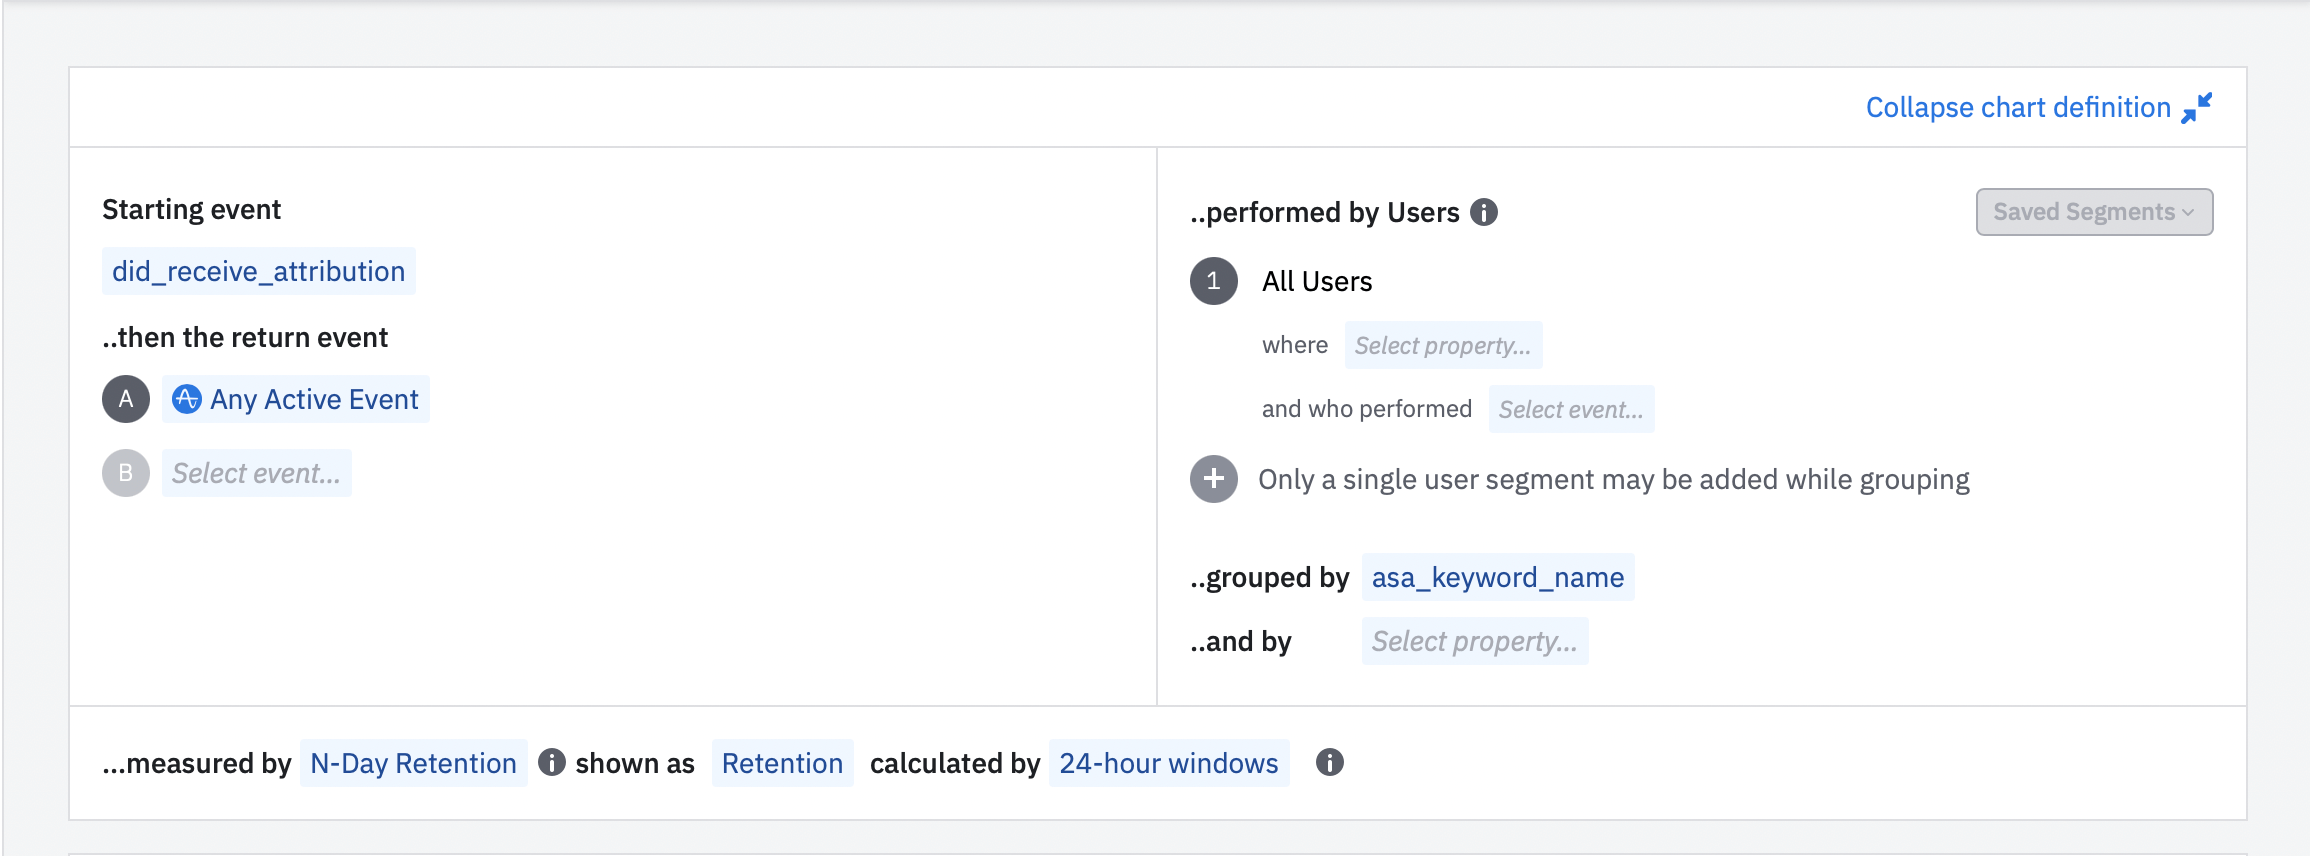 Collapse chart definition
Starting event
did_receive_attribution
..then the return event
A Any Active Event
B Select event...
..performed by Users
Saved Segments
1 All Users
where Select property...
and who performed Select event...
+ Only a single user segment may be added while grouping
..grouped by asa_keyword_name
..and by Select property...
...measured by N-Day Retention shown as Retention calculated by 24-hour windows